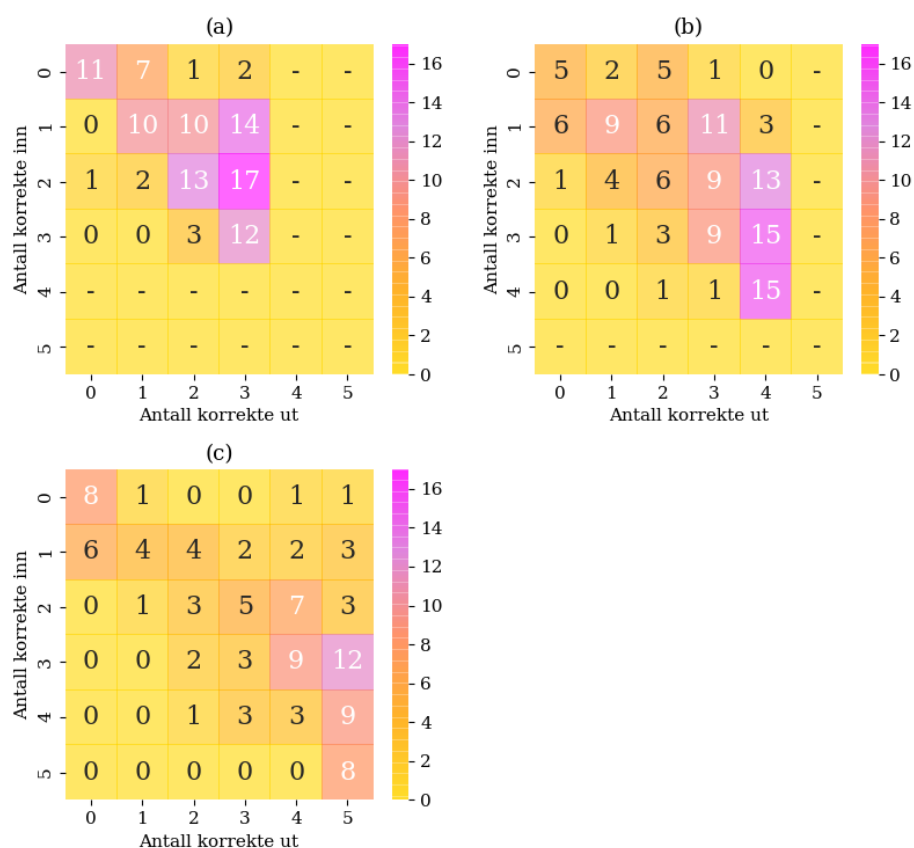 (a)
Antall korrekte inn
0 11 7 1 2 - -
1 0 10 10 14 - -
2 1 2 13 17 - -
3 0 0 3 12 - -
4 - - - - - -
5 - - - - - -
0 1 2 3 4 5
Antall korrekte ut
16
14
12
10
8
6
4
2
0
(b)
Antall korrekte inn
5 2 5 1 0 -
6 9 6 11 3 -
1 4 6 9 13 -
0 1 3 9 15 -
0 0 1 1 15 -
- - - - - -
0 1 2 3 4 5
Antall korrekte ut
0
1
2
3
4
5
16
14
12
10
8
6
4
2
0
(c)
Antall korrekte inn
0 8 1 0 0 1 1
1 6 4 4 2 2 3
2 0 1 3 5 7 3
3 0 0 2 3 9 12
4 0 0 1 3 3 9
5 0 0 0 0 0 8
0 1 2 3 4 5
Antall korrekte ut
16
14
12
10
8
6
4
2
0